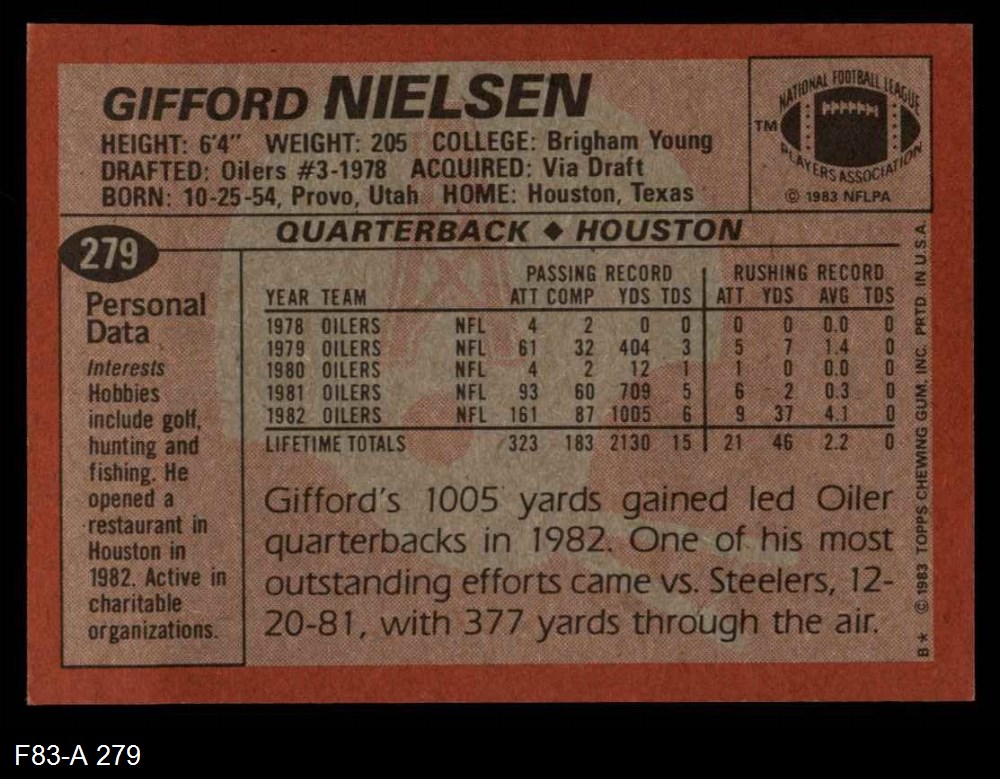 GIFFORD NIELSEN
HEIGHT: 6'4" WEIGHT: 205 COLLEGE: Brigham Young
DRAFTED: Oilers #3-1978 ACQUIRED: Via Draft
BORN: 10-25-54, Provo, Utah HOME: Houston, Texas
NATIONAL FOOTBALL LEAGUE
TM
PLAYERS ASSOCIATION
© 1983 NFLPA
QUARTERBACK ♦ HOUSTON
279
Personal
Data
Interests
Hobbies
include golf,
hunting and
fishing. He
opened a
restaurant in
Houston in
1982. Active in
charitable
organizations.
PASSING RECORD RUSHING RECORD
YEAR TEAM ATT COMP YDS TDS ATT YDS AVG TDS
1978 OILERS NFL 4 2 0 0 0 0 0.0 0
1979 OILERS NFL 61 32 404 3 5 7 1.4 0
1980 OILERS NFL 4 2 12 1 1 0 0.0 0
1981 OILERS NFL 93 60 709 5 6 2 0.3 0
1982 OILERS NFL 161 87 1005 6 9 37 4.1 0
LIFETIME TOTALS 323 183 2130 15 21 46 2.2 0
Gifford's 1005 yards gained led Oiler
quarterbacks in 1982. One of his most
outstanding efforts came vs. Steelers, 12-
20-81, with 377 yards through the air.
B* © 1983 TOPPS CHEWING GUM, INC. PRTD. IN U.S.A.
F83-A 279